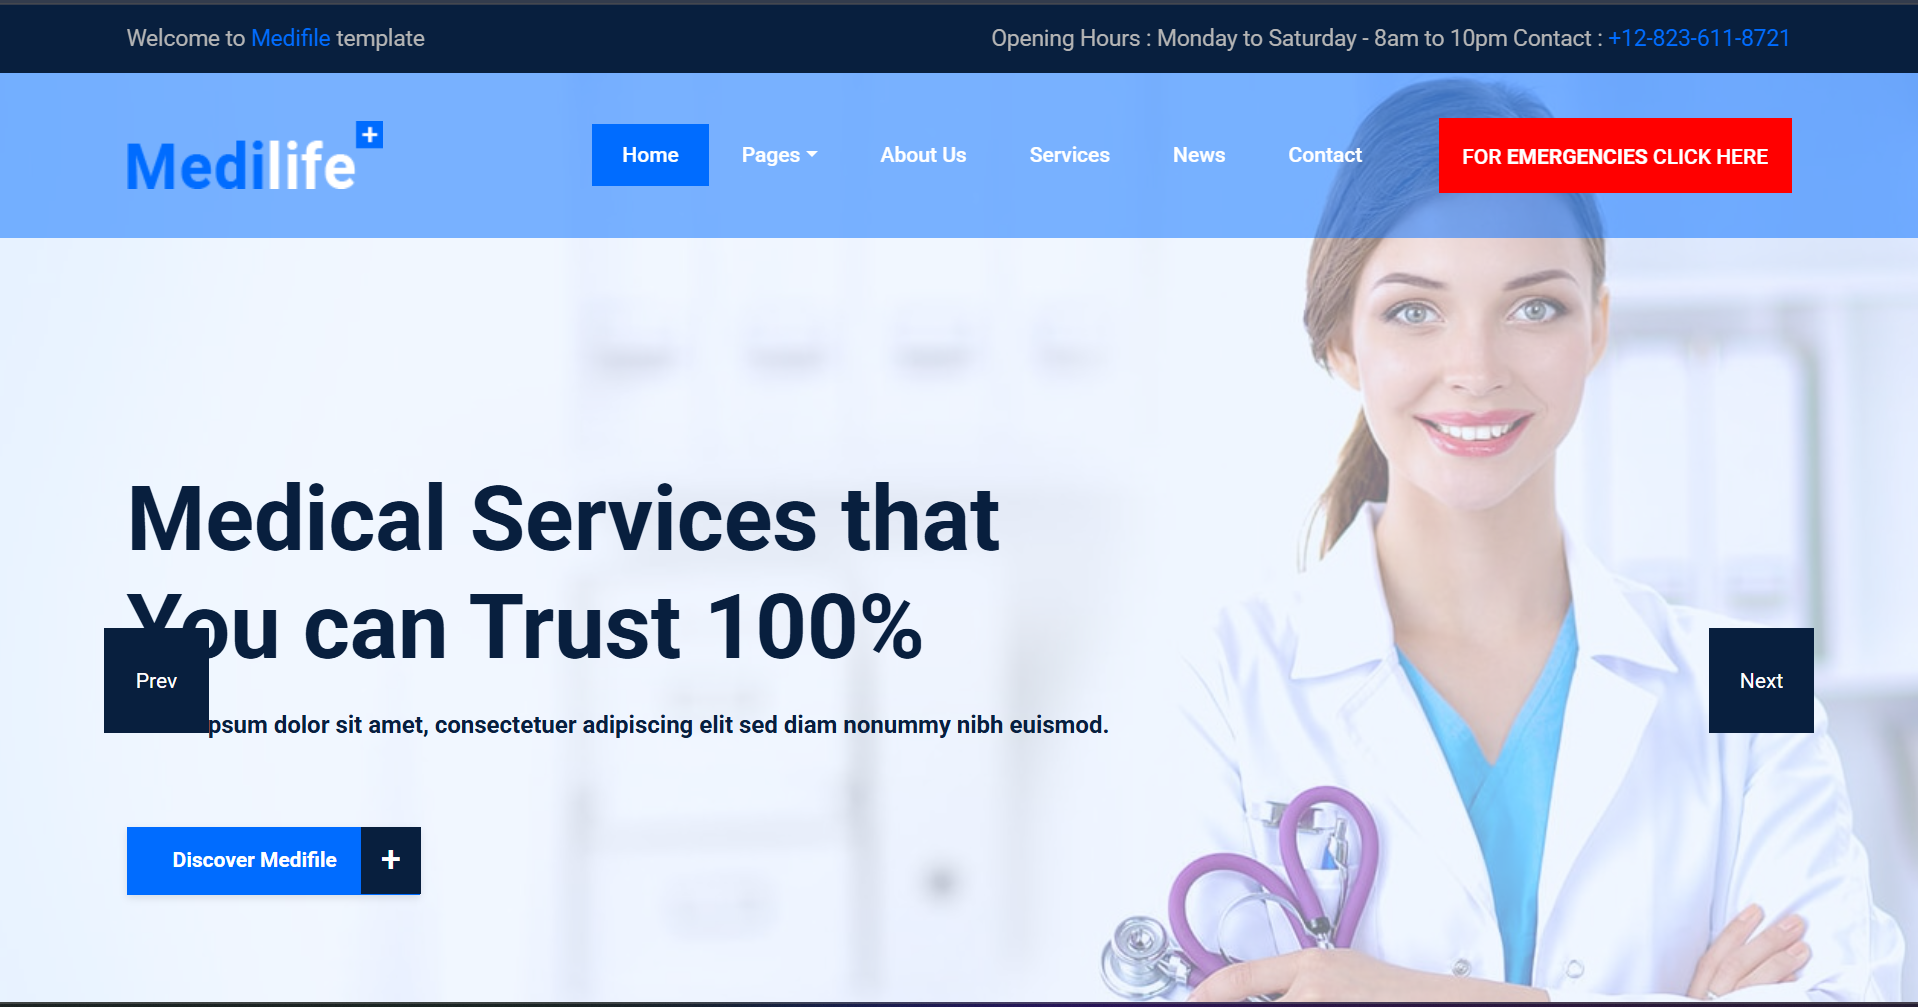 Welcome to Medifile template
Opening Hours : Monday to Saturday - 8am to 10pm Contact : +12-823-611-8721
Medilife +
Home
Pages
About Us
Services
News
Contact
FOR EMERGENCIES CLICK HERE
Medical Services that
You can Trust 100%
Prev
Next
psum dolor sit amet, consectetuer adipiscing elit sed diam nonummy nibh euismod.
Discover Medifile +